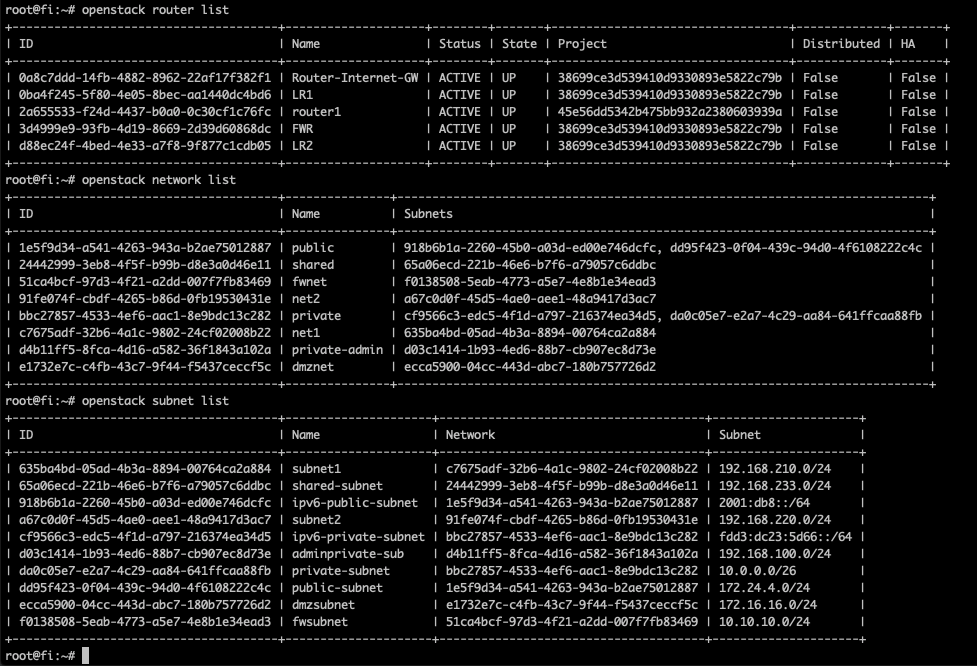 root@fi:~# openstack router list
+--------------------------------------+-------------------+--------+-------+----------------------------------+-------------+-------+
| ID                                   | Name              | Status | State | Project                          | Distributed | HA    |
+--------------------------------------+-------------------+--------+-------+----------------------------------+-------------+-------+
| 0a8c7ddd-14fb-4882-8962-22af17f382f1 | Router-Internet-GW | ACTIVE | UP    | 38699ce3d539410d9330893e5822c79b | False       | False |
| 0ba4f245-5f80-4e05-8bec-aa1440dc4bd6 | LR1               | ACTIVE | UP    | 38699ce3d539410d9330893e5822c79b | False       | False |
| 2a655533-f24d-4437-b0a0-0c30cf1c76fc | router1           | ACTIVE | UP    | 45e56dd5342b475bb932a2380603939a | False       | False |
| 3d4999e9-93fb-4d19-8669-2d39d60868dc | FWR               | ACTIVE | UP    | 38699ce3d539410d9330893e5822c79b | False       | False |
| d88ec24f-4bed-4e33-a7f8-9f877c1cdb05 | LR2               | ACTIVE | UP    | 38699ce3d539410d9330893e5822c79b | False       | False |
+--------------------------------------+-------------------+--------+-------+----------------------------------+-------------+-------+
root@fi:~# openstack network list
+--------------------------------------+---------------+----------------------------------------------------------------------------+
| ID                                   | Name          | Subnets                                                                    |
+--------------------------------------+---------------+----------------------------------------------------------------------------+
| 1e5f9d34-a541-4263-943a-b2ae75012887 | public        | 918b6b1a-2260-45b0-a03d-ed00e746dcfc, dd95f423-0f04-439c-94d0-4f6108222c4c |
| 24442999-3eb8-4f5f-b99b-d8e3a0d46e11 | shared        | 65a06ecd-221b-46e6-b7f6-a79057c6ddbc                                       |
| 51ca4bcf-97d3-4f21-a2dd-007f7fb83469 | fwnet         | f0138508-5eab-4773-a5e7-4e8b1e34ead3                                       |
| 91fe074f-cbdf-4265-b86d-0fb19530431e | net2          | a67c0d0f-45d5-4ae0-aee1-48a9417d3ac7                                       |
| bbc27857-4533-4ef6-aac1-8e9bdc13c282 | private       | cf9566c3-edc5-4f1d-a797-216374ea34d5, da0c05e7-e2a7-4c29-aa84-641ffcaa88fb |
| c7675adf-32b6-4a1c-9802-24cf02008b22 | net1          | 635ba4bd-05ad-4b3a-8894-00764ca2a884                                       |
| d4b11ff5-8fca-4d16-a582-36f1843a102a | private-admin | d03c1414-1b93-4ed6-88b7-cb907ec8d73e                                       |
| e1732e7c-c4fb-43c7-9f44-f5437ceccf5c | dmznet        | ecca5900-04cc-443d-abc7-180b757726d2                                       |
+--------------------------------------+---------------+----------------------------------------------------------------------------+
root@fi:~# openstack subnet list
+--------------------------------------+---------------------+--------------------------------------+---------------------+
| ID                                   | Name                | Network                              | Subnet              |
+--------------------------------------+---------------------+--------------------------------------+---------------------+
| 635ba4bd-05ad-4b3a-8894-00764ca2a884 | subnet1             | c7675adf-32b6-4a1c-9802-24cf02008b22 | 192.168.210.0/24    |
| 65a06ecd-221b-46e6-b7f6-a79057c6ddbc | shared-subnet       | 24442999-3eb8-4f5f-b99b-d8e3a0d46e11 | 192.168.233.0/24    |
| 918b6b1a-2260-45b0-a03d-ed00e746dcfc | ipv6-public-subnet  | 1e5f9d34-a541-4263-943a-b2ae75012887 | 2001:db8::/64       |
| a67c0d0f-45d5-4ae0-aee1-48a9417d3ac7 | subnet2             | 91fe074f-cbdf-4265-b86d-0fb19530431e | 192.168.220.0/24    |
| cf9566c3-edc5-4f1d-a797-216374ea34d5 | ipv6-private-subnet | bbc27857-4533-4ef6-aac1-8e9bdc13c282 | fdd3:dc23:5d66::/64 |
| d03c1414-1b93-4ed6-88b7-cb907ec8d73e | adminprivate-sub    | d4b11ff5-8fca-4d16-a582-36f1843a102a | 192.168.100.0/24    |
| da0c05e7-e2a7-4c29-aa84-641ffcaa88fb | private-subnet      | bbc27857-4533-4ef6-aac1-8e9bdc13c282 | 10.0.0.0/26         |
| dd95f423-0f04-439c-94d0-4f6108222c4c | public-subnet       | 1e5f9d34-a541-4263-943a-b2ae75012887 | 172.24.4.0/24       |
| ecca5900-04cc-443d-abc7-180b757726d2 | dmzsubnet           | e1732e7c-c4fb-43c7-9f44-f5437ceccf5c | 172.16.16.0/24      |
| f0138508-5eab-4773-a5e7-4e8b1e34ead3 | fwsubnet            | 51ca4bcf-97d3-4f21-a2dd-007f7fb83469 | 10.10.10.0/24       |
+--------------------------------------+---------------------+--------------------------------------+---------------------+
root@fi:~#